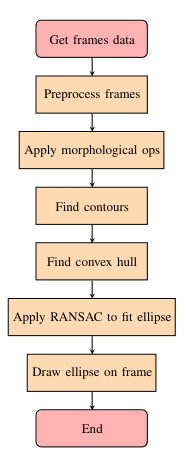 Get frames data
Preprocess frames
Apply morphological ops
Find contours
Find convex hull
Apply RANSAC to fit ellipse
Draw ellipse on frame
End